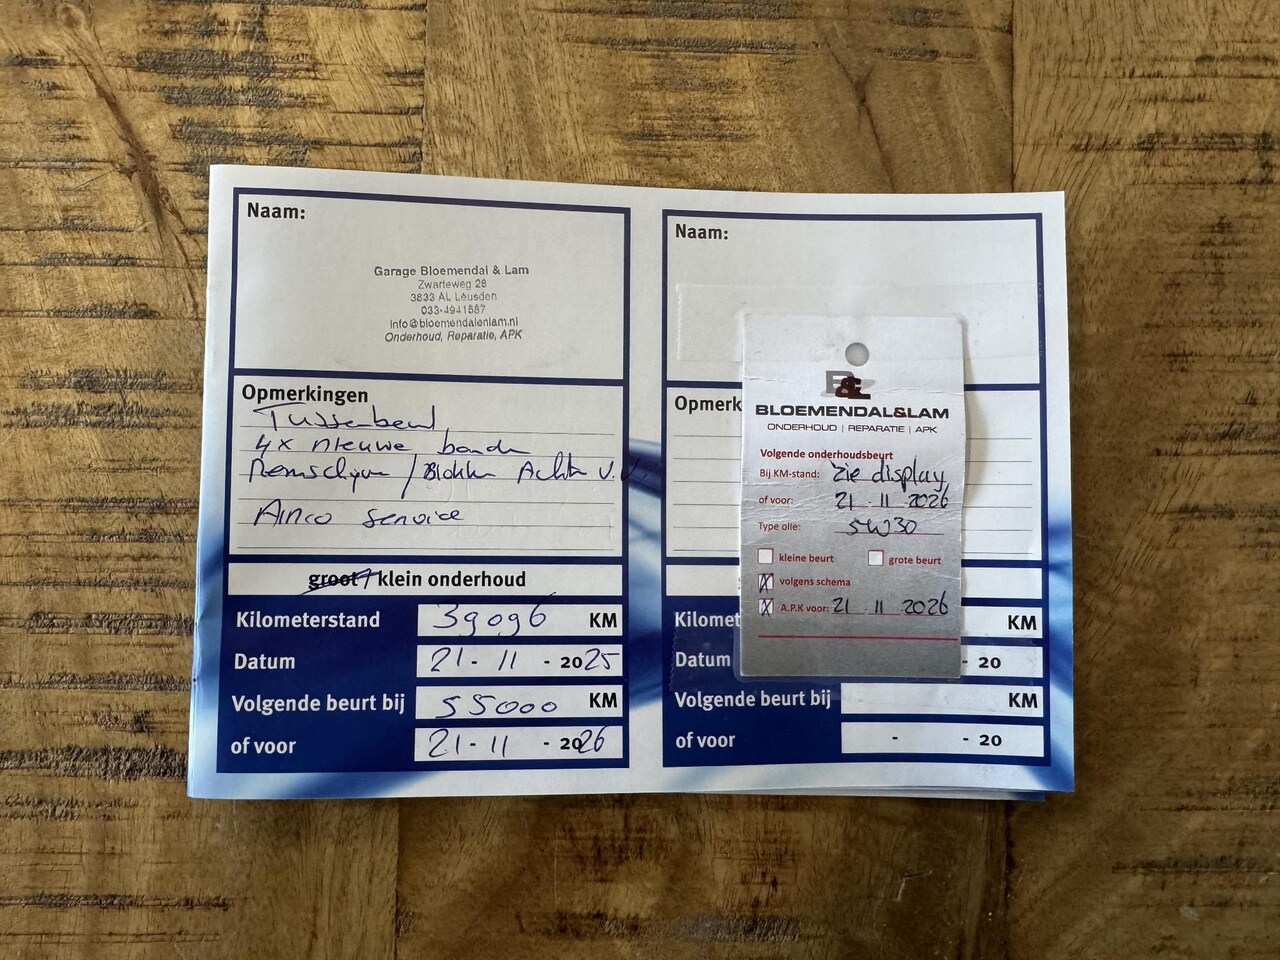 Naam:
Garage Bloemendal & Lam
Zwarteweg 28
3833 AL Leusden
033-4941587
info@bloemendalenlam.nl
Onderhoud, Reparatie, APK
Opmerkingen
Tussenbeurt
4x nieuwe banden
Remschijven / Blokken Achter V.V.
Airco service
groot / klein onderhoud
Kilometerstand 39096 KM
Datum 21 - 11 - 2025
Volgende beurt bij 55000 KM
of voor 21 - 11 - 2026
Naam:
Opmerk
Kilomet KM
Datum - 20
Volgende beurt bij KM
of voor - - 20
B&L
BLOEMENDAL&LAM
ONDERHOUD | REPARATIE | APK
Volgende onderhoudsbeurt
Bij KM-stand: zie display
of voor: 21 - 11 - 2026
Type olie: 5W30
kleine beurt grote beurt
X volgens schema
X A.P.K voor: 21 - 11 - 2026